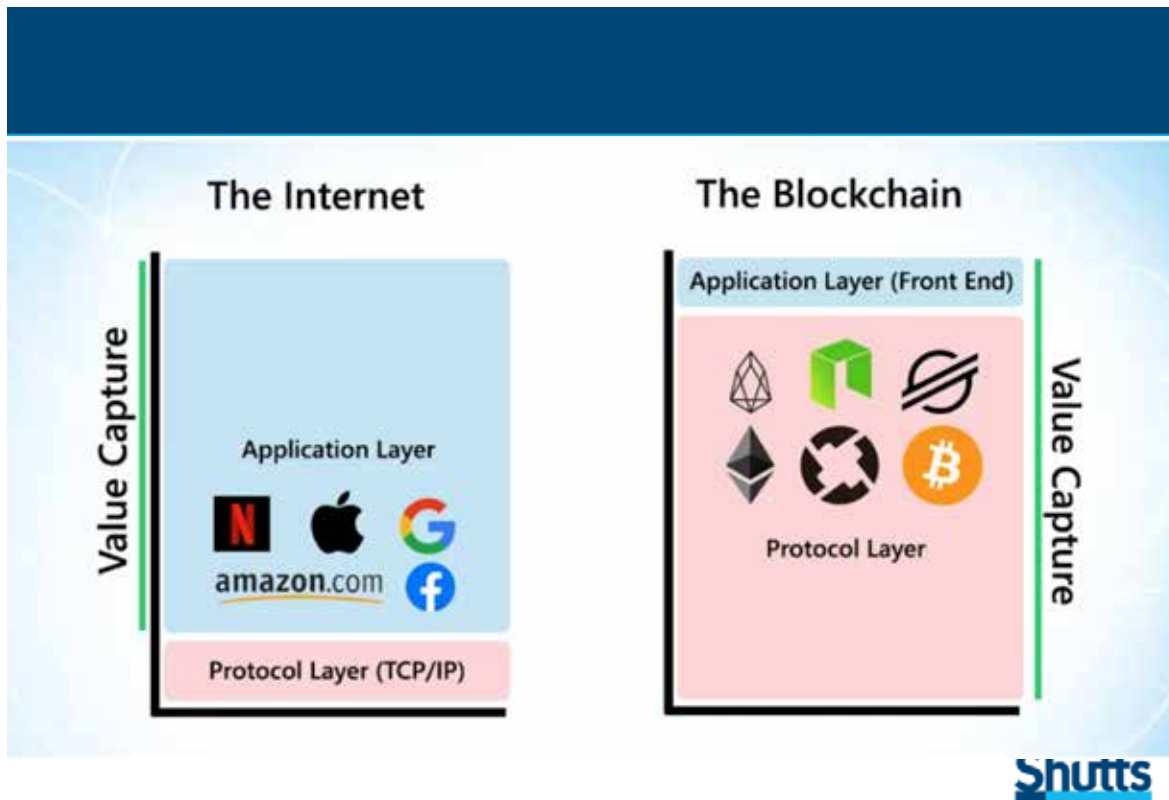 The Internet
The Blockchain
Value Capture
Application Layer
N
G
amazon.com
f
Protocol Layer (TCP/IP)
Application Layer (Front End)
B
Protocol Layer
Value Capture
Shutts